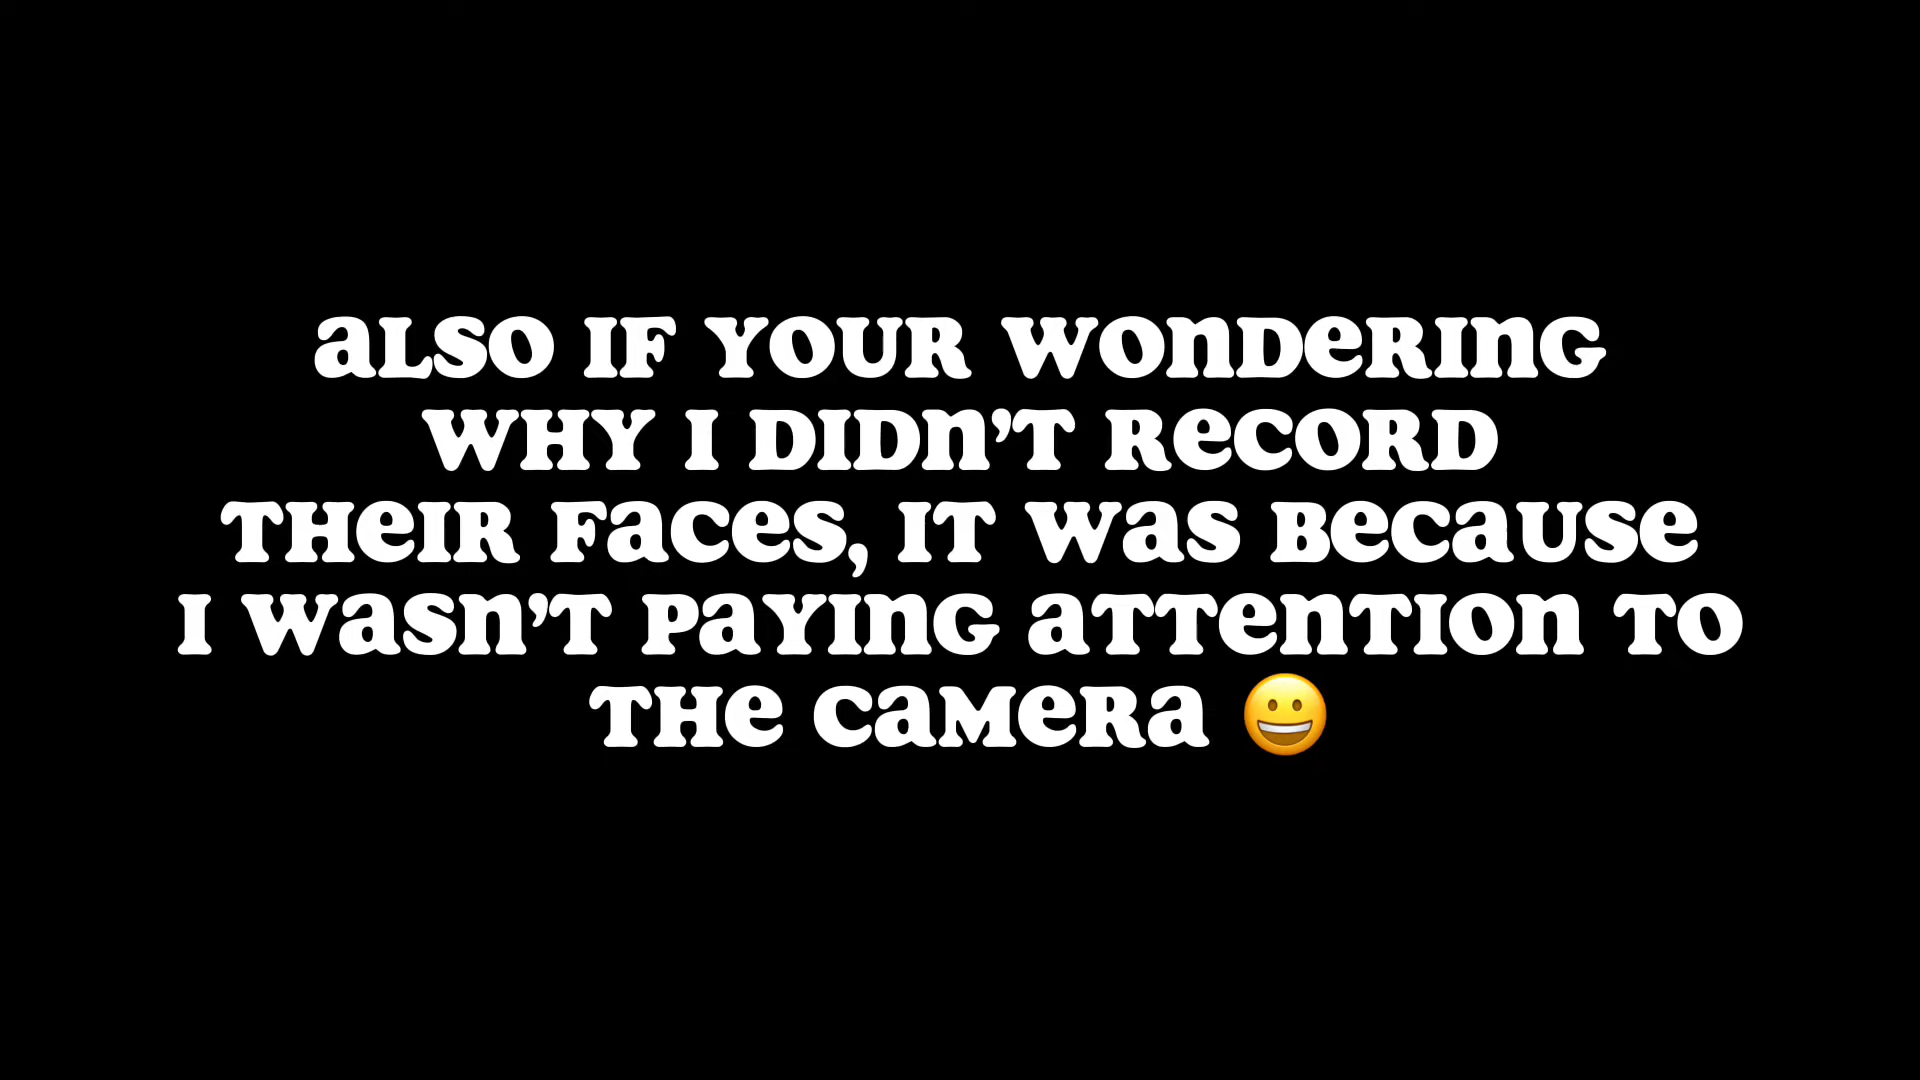 also if your wondering
why i didn't record
their faces, it was because
i wasn't paying attention to
the camera 😀